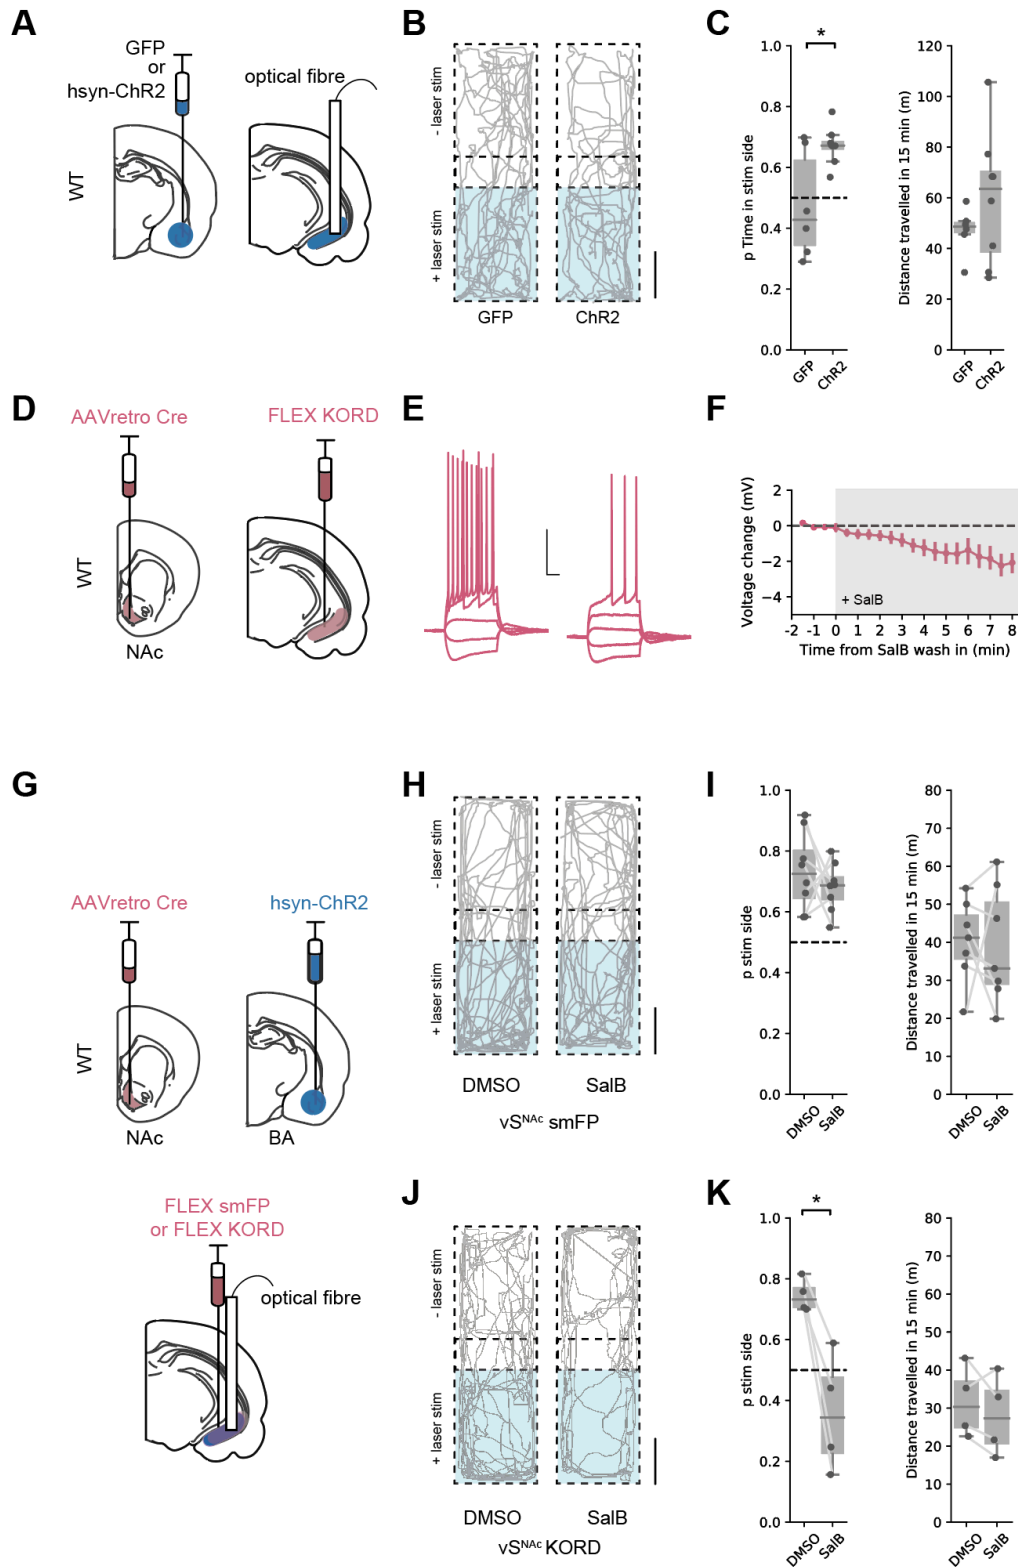 A
GFP
or
hsyn-ChR2
optical fibre
WT
B
- laser stim
+ laser stim
GFP
ChR2
C
*
p Time in stim side
1.0
0.8
0.6
0.4
0.2
0.0
GFP
ChR2
Distance travelled in 15 min (m)
120
100
80
60
40
20
0
GFP
ChR2
D
AAVretro Cre
FLEX KORD
WT
NAc
E
F
Voltage change (mV)
2
0
−2
−4
+ SalB
-2 -1 0 1 2 3 4 5 6 7 8
Time from SalB wash in (min)
G
AAVretro Cre
hsyn-ChR2
WT
NAc
BA
FLEX smFP
or FLEX KORD
optical fibre
H
- laser stim
+ laser stim
DMSO
SalB
vS^NAc smFP
I
p stim side
1.0
0.8
0.6
0.4
0.2
0.0
DMSO
SalB
Distance travelled in 15 min (m)
80
70
60
50
40
30
20
10
0
DMSO
SalB
J
- laser stim
+ laser stim
DMSO
SalB
vS^NAc KORD
K
*
p stim side
1.0
0.8
0.6
0.4
0.2
0.0
DMSO
SalB
Distance travelled in 15 min (m)
80
70
60
50
40
30
20
10
0
DMSO
SalB